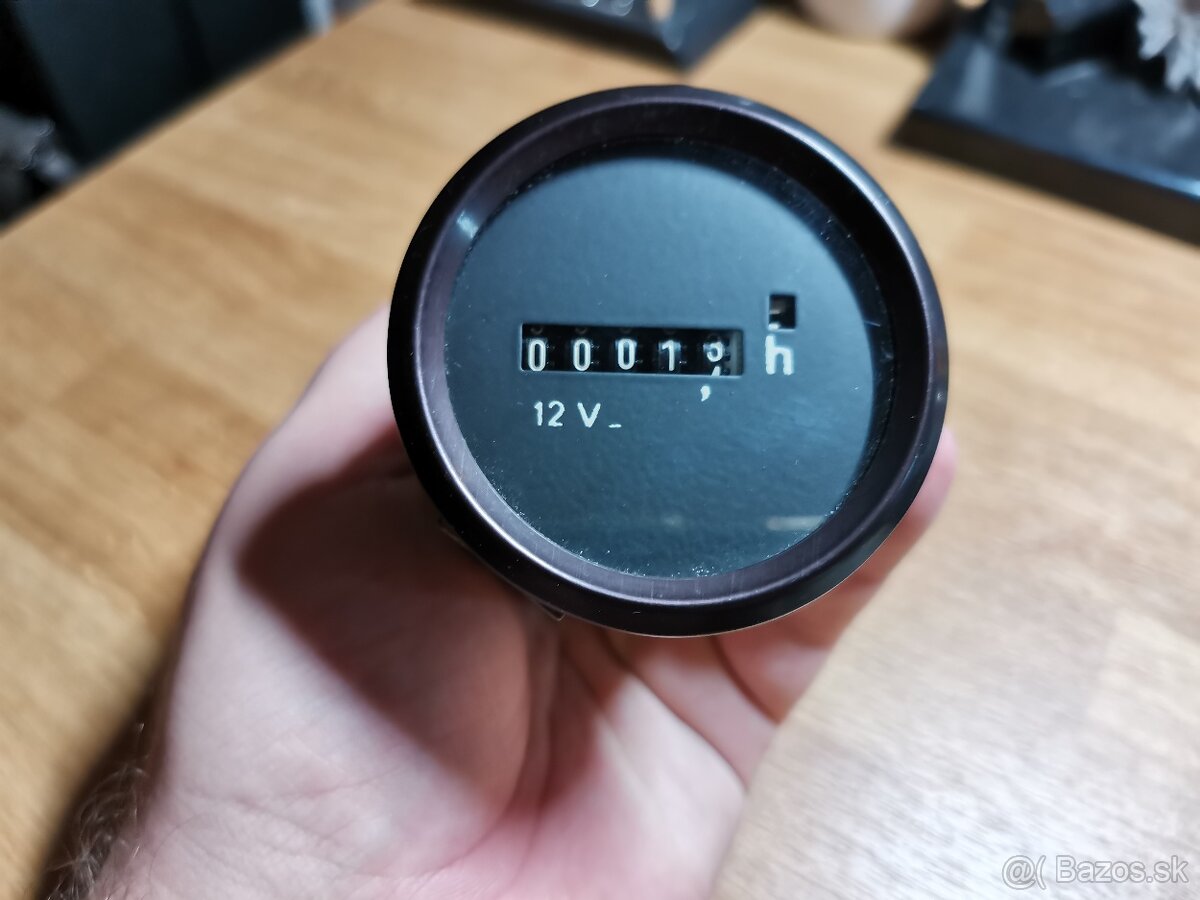 0001
h
,
12 V
@( Bazos.sk